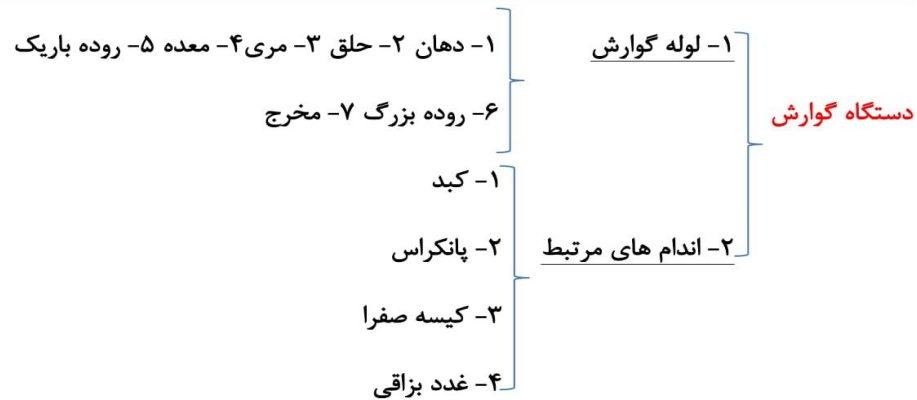 ۱- دهان ۲- حلق ۳- مری۴- معده ۵- روده باریک
۱- لوله گوارش
دستگاه گوارش
۶- روده بزرگ ۷- مخرج
۱- کبد
۲- اندام های مرتبط
۲- پانکراس
۳- کیسه صفرا
۴- غدد بزاقی